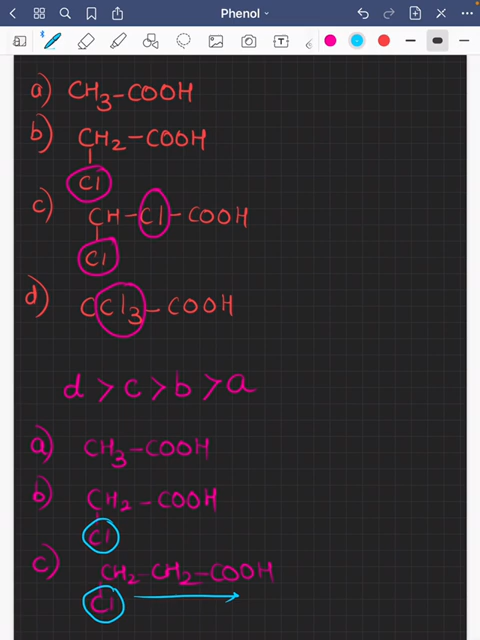 Phenol
a) CH3-COOH
b) CH2-COOH
Cl
c) CH-Cl-COOH
Cl
d) CCl3-COOH
d > c > b > a
a) CH3-COOH
b) CH2-COOH
Cl
c) CH2-CH2-COOH
Cl